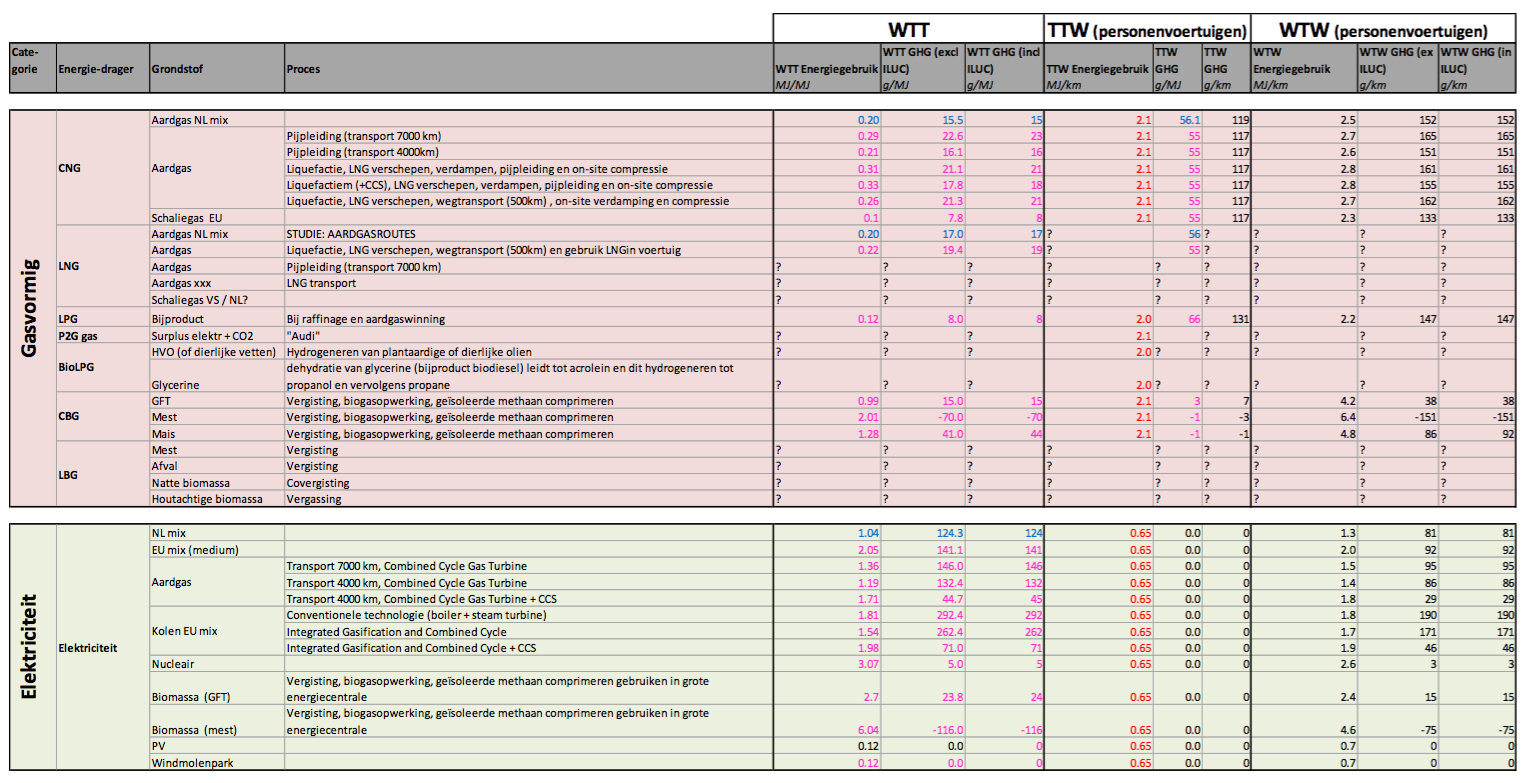 WTT TTW (personenvoertuigen) WTW (personenvoertuigen)
Cate-gorie Energie-drager Grondstof Proces WTT Energiegebruik MJ/MJ WTT GHG (excl ILUC) g/MJ WTT GHG (incl ILUC) g/MJ TTW Energiegebruik MJ/km TTW GHG g/MJ TTW GHG g/km WTW Energiegebruik MJ/km WTW GHG (ex ILUC) g/km WTW GHG (in ILUC) g/km
Gasvormig
CNG
Aardgas NL mix 0.20 15.5 15 2.1 56.1 119 2.5 152 152
Aardgas
Pijpleiding (transport 7000 km) 0.29 22.6 23 2.1 55 117 2.7 165 165
Pijpleiding (transport 4000km) 0.21 16.1 16 2.1 55 117 2.6 151 151
Liquefactie, LNG verschepen, verdampen, pijpleiding en on-site compressie 0.31 21.1 21 2.1 55 117 2.8 161 161
Liquefactiem (+CCS), LNG verschepen, verdampen, pijpleiding en on-site compressie 0.33 17.8 18 2.1 55 117 2.8 155 155
Liquefactie, LNG verschepen, wegtransport (500km) , on-site verdamping en compressie 0.26 21.3 21 2.1 55 117 2.7 162 162
Schaliegas EU 0.1 7.8 8 2.1 55 117 2.3 133 133
LNG
Aardgas NL mix STUDIE: AARDGASROUTES 0.20 17.0 17 ? 56 ? ? ? ?
Aardgas Liquefactie, LNG verschepen, wegtransport (500km) en gebruik LNGin voertuig 0.22 19.4 19 ? 55 ? ? ? ?
Aardgas Pijpleiding (transport 7000 km) ? ? ? ? ? ? ? ? ?
Aardgas xxx LNG transport ? ? ? ? ? ? ? ? ?
Schaliegas VS / NL? ? ? ? ? ? ? ? ? ?
LPG Bijproduct Bij raffinage en aardgaswinning 0.12 8.0 8 2.0 66 131 2.2 147 147
P2G gas Surplus elektr + CO2 "Audi" ? ? ? 2.1 ? ? ? ?
BioLPG
HVO (of dierlijke vetten) Hydrogeneren van plantaardige of dierlijke olien ? ? ? 2.0 ? ? ? ? ?
dehydratie van glycerine (bijproduct biodiesel) leidt tot acrolein en dit hydrogeneren tot
Glycerine propanol en vervolgens propane ? ? ? 2.0 ? ? ? ? ?
CBG
GFT Vergisting, biogasopwerking, geïsoleerde methaan comprimeren 0.99 15.0 15 2.1 3 7 4.2 38 38
Mest Vergisting, biogasopwerking, geïsoleerde methaan comprimeren 2.01 -70.0 -70 2.1 -1 -3 6.4 -151 -151
Mais Vergisting, biogasopwerking, geïsoleerde methaan comprimeren 1.28 41.0 44 2.1 -1 -1 4.8 86 92
LBG
Mest Vergisting ? ? ? ? ? ? ? ? ?
Afval Vergisting ? ? ? ? ? ? ? ? ?
Natte biomassa Covergisting ? ? ? ? ? ? ? ? ?
Houtachtige biomassa Vergassing ? ? ? ? ? ? ? ? ?
Elektriciteit
Elektriciteit
NL mix 1.04 124.3 124 0.65 0.0 0 1.3 81 81
EU mix (medium) 2.05 141.1 141 0.65 0.0 0 2.0 92 92
Aardgas
Transport 7000 km, Combined Cycle Gas Turbine 1.36 146.0 146 0.65 0.0 0 1.5 95 95
Transport 4000 km, Combined Cycle Gas Turbine 1.19 132.4 132 0.65 0.0 0 1.4 86 86
Transport 4000 km, Combined Cycle Gas Turbine + CCS 1.71 44.7 45 0.65 0.0 0 1.8 29 29
Kolen EU mix
Conventionele technologie (boiler + steam turbine) 1.81 292.4 292 0.65 0.0 0 1.8 190 190
Integrated Gasification and Combined Cycle 1.54 262.4 262 0.65 0.0 0 1.7 171 171
Integrated Gasification and Combined Cycle + CCS 1.98 71.0 71 0.65 0.0 0 1.9 46 46
Nucleair 3.07 5.0 5 0.65 0.0 0 2.6 3 3
Vergisting, biogasopwerking, geïsoleerde methaan comprimeren gebruiken in grote
Biomassa (GFT) energiecentrale 2.7 23.8 24 0.65 0.0 0 2.4 15 15
Vergisting, biogasopwerking, geïsoleerde methaan comprimeren gebruiken in grote
Biomassa (mest) energiecentrale 6.04 -116.0 -116 0.65 0.0 0 4.6 -75 -75
PV 0.12 0.0 0 0.65 0.0 0 0.7 0 0
Windmolenpark 0.12 0.0 0 0.65 0.0 0 0.7 0 0